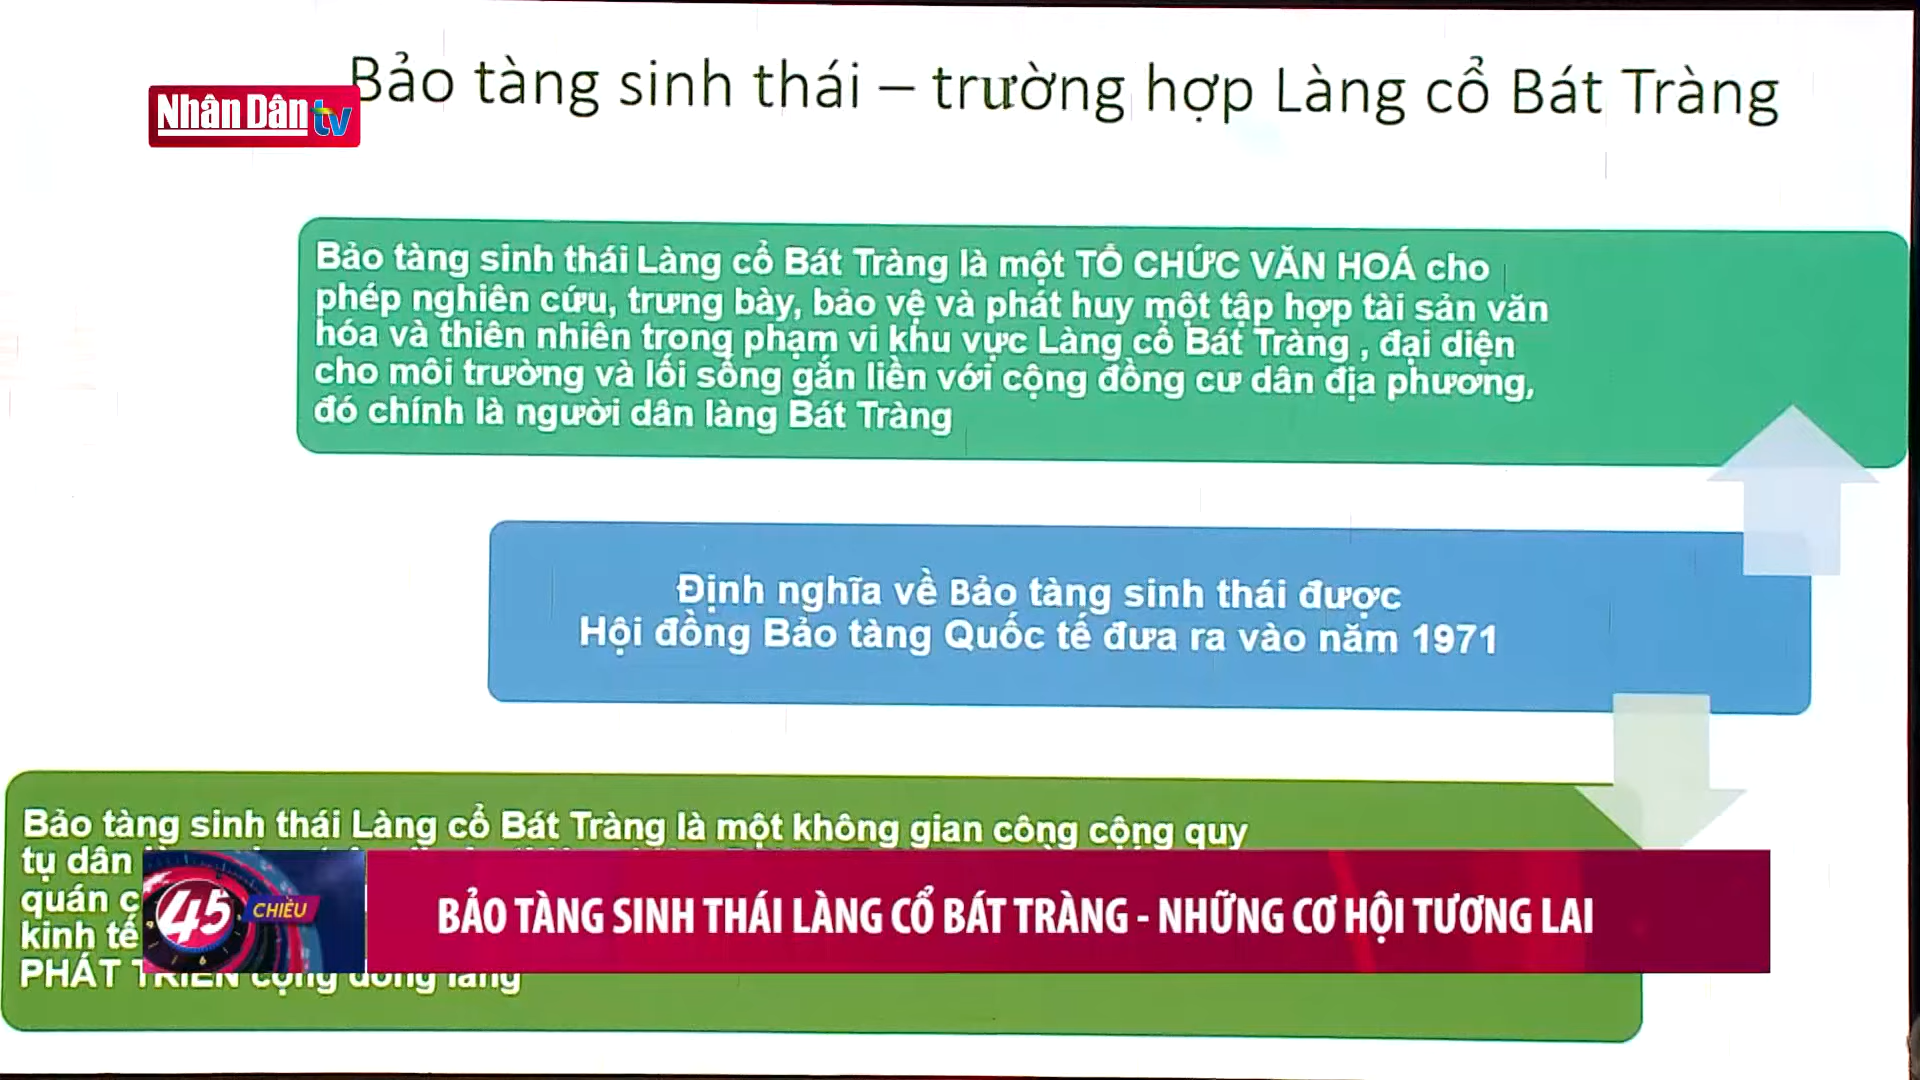 Bảo tàng sinh thái – trường hợp Làng cổ Bát Tràng
Nhân Dân tv
Bảo tàng sinh thái Làng cổ Bát Tràng là một TỔ CHỨC VĂN HOÁ cho
phép nghiên cứu, trưng bày, bảo vệ và phát huy một tập hợp tài sản văn
hóa và thiên nhiên trong phạm vi khu vực Làng cổ Bát Tràng , đại diện
cho môi trường và lối sống gắn liền với cộng đồng cư dân địa phương,
đó chính là người dân làng Bát Tràng
Định nghĩa về Bảo tàng sinh thái được
Hội đồng Bảo tàng Quốc tế đưa ra vào năm 1971
Bảo tàng sinh thái Làng cổ Bát Tràng là một không gian công cộng quy
tụ dân
quán
kinh tế
PHÁT TRIỂN cộng đồng làng
45 CHIỀU
BẢO TÀNG SINH THÁI LÀNG CỔ BÁT TRÀNG - NHỮNG CƠ HỘI TƯƠNG LAI